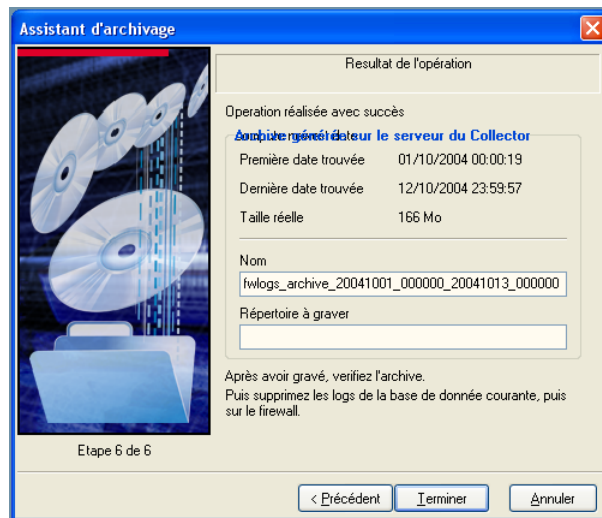 Assistant d'archivage
Resultat de l'opération
Operation réalisée avec succès
Archive générée sur le serveur du Collector
Première date trouvée 01/10/2004 00:00:19
Dernière date trouvée 12/10/2004 23:59:57
Taille réelle 166 Mo
Nom
fwlogs_archive_20041001_000000_20041013_000000
Répertoire à graver
Après avoir gravé, verifiez l'archive.
Puis supprimez les logs de la base de donnée courante, puis
sur le firewall.
Etape 6 de 6
< Précédent Terminer Annuler